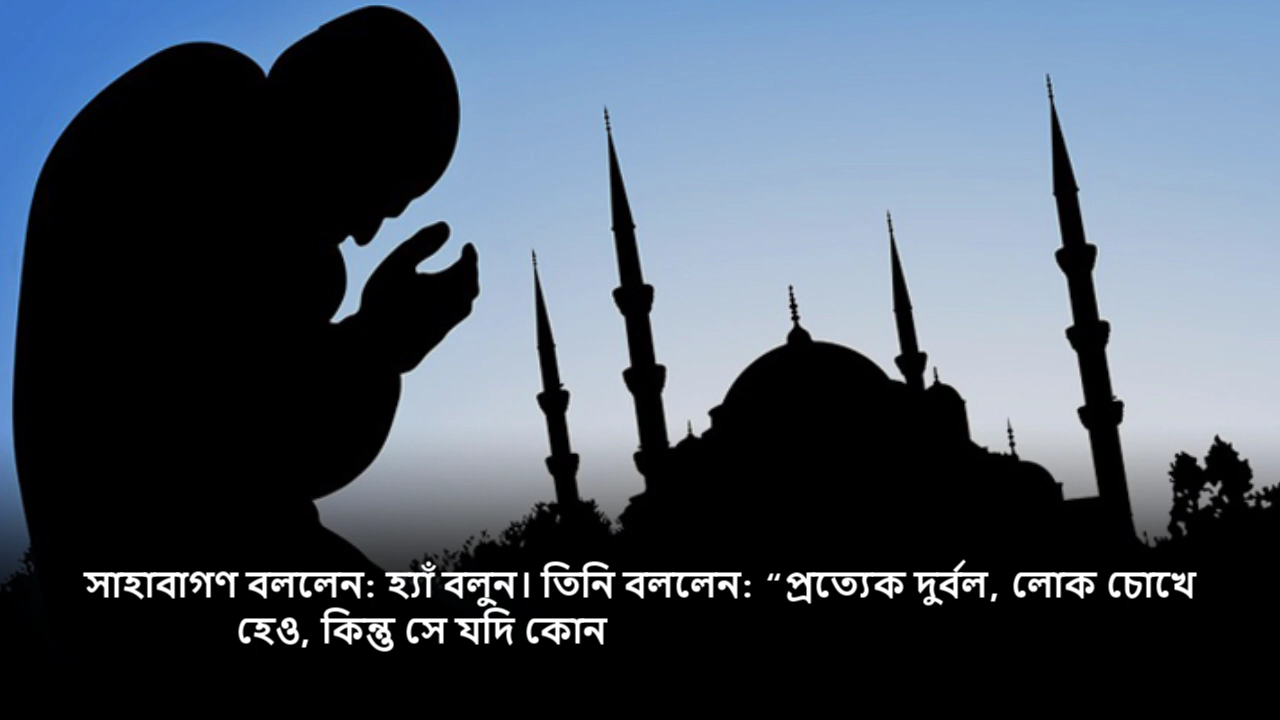 সাহাবাগণ বললেন: হ্যাঁ বলুন। তিনি বললেন: “প্রত্যেক দুর্বল, লোক চোখে
হেও, কিন্তু সে যদি কোন